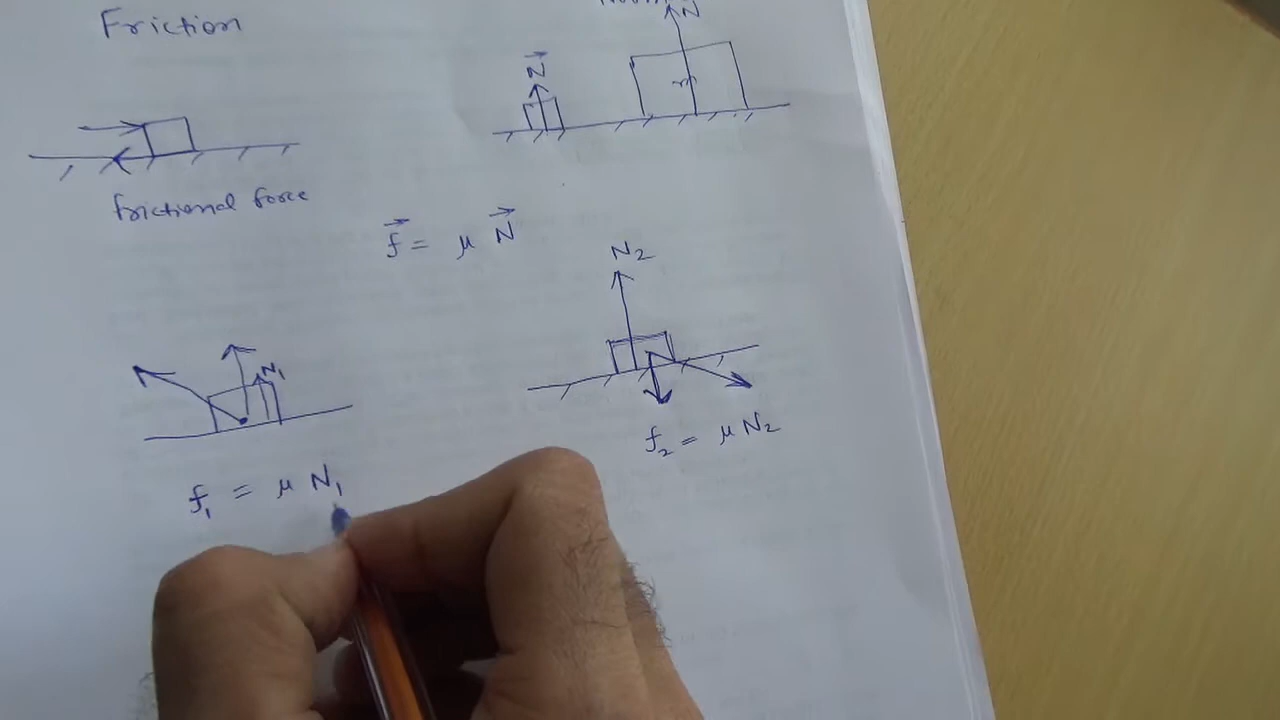 Friction
N
N⃗
m
frictional force
f⃗ = μ N⃗
N₂
N₁
f₂ = μ N₂
f₁ = μ N₁